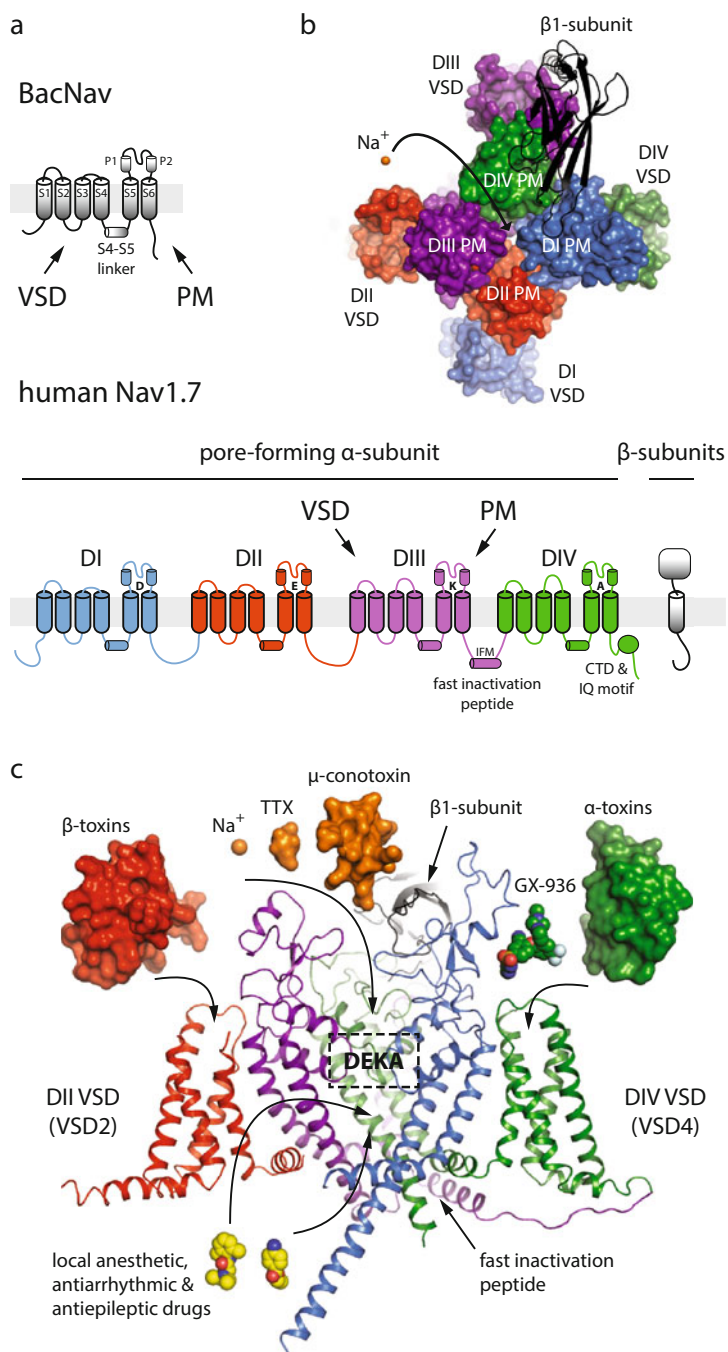 a
BacNav
P1
P2
S1
S2
S3
S4
S5
S6
S4-S5
linker
VSD
PM
b
β1-subunit
DIII
VSD
Na+
DIV
VSD
DIV PM
DIII PM
DI PM
DII PM
DII
VSD
DI
VSD
human Nav1.7
pore-forming α-subunit
β-subunits
VSD
PM
DI
DII
DIII
DIV
D
E
K
A
IFM
fast inactivation
peptide
CTD &
IQ motif
c
μ-conotoxin
TTX
Na+
β1-subunit
α-toxins
β-toxins
GX-936
DEKA
DII VSD
(VSD2)
DIV VSD
(VSD4)
local anesthetic,
antiarrhythmic &
antiepileptic drugs
fast inactivation
peptide